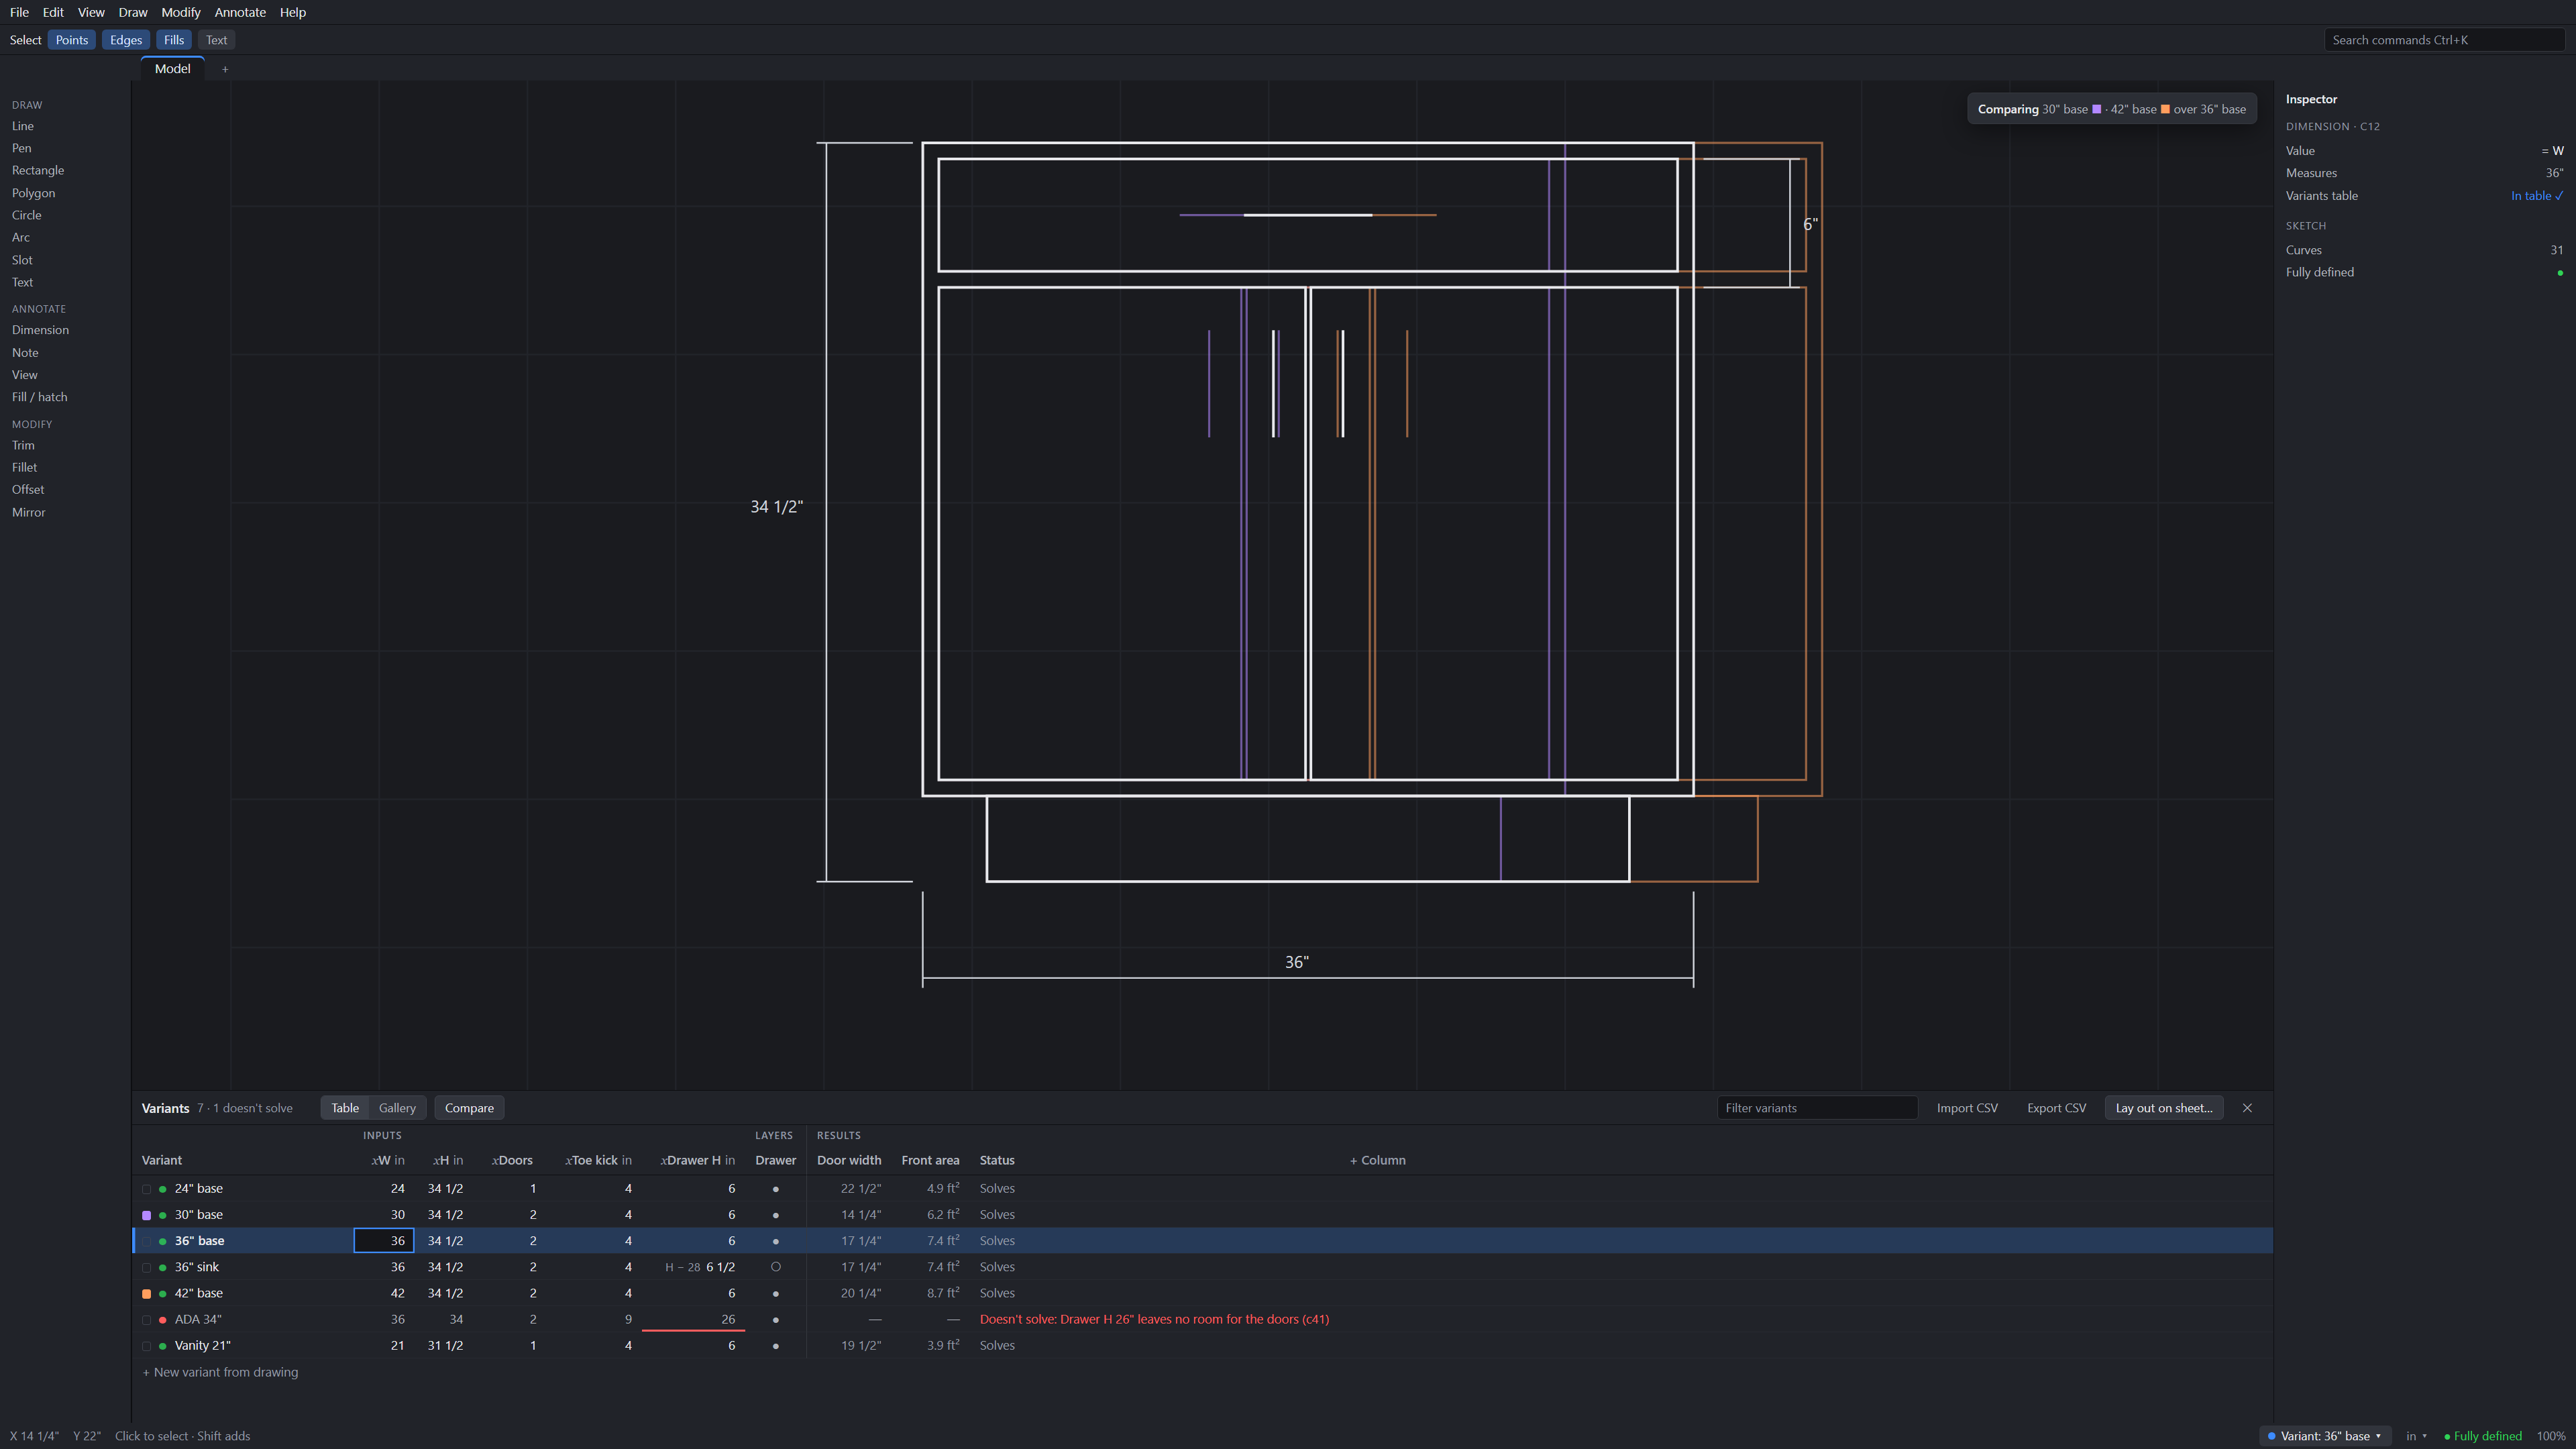 File Edit View Draw Modify Annotate Help
Select Points Edges Fills Text
Search commands Ctrl+K
Model +
DRAW
Line
Pen
Rectangle
Polygon
Circle
Arc
Slot
Text
ANNOTATE
Dimension
Note
View
Fill / hatch
MODIFY
Trim
Fillet
Offset
Mirror
Comparing 30" base · 42" base over 36" base
6"
34 1/2"
36"
Inspector
DIMENSION · C12
Value = W
Measures 36"
Variants table In table ✓
SKETCH
Curves 31
Fully defined
Variants 7 · 1 doesn't solve Table Gallery Compare
Filter variants Import CSV Export CSV Lay out on sheet... ×
INPUTS LAYERS RESULTS
Variant xW in xH in xDoors xToe kick in xDrawer H in Drawer Door width Front area Status + Column
24" base 24 34 1/2 1 4 6 22 1/2" 4.9 ft² Solves
30" base 30 34 1/2 2 4 6 14 1/4" 6.2 ft² Solves
36" base 36 34 1/2 2 4 6 17 1/4" 7.4 ft² Solves
36" sink 36 34 1/2 2 4 H − 28 6 1/2 17 1/4" 7.4 ft² Solves
42" base 42 34 1/2 2 4 6 20 1/4" 8.7 ft² Solves
ADA 34" 36 34 2 9 26 — — Doesn't solve: Drawer H 26" leaves no room for the doors (c41)
Vanity 21" 21 31 1/2 1 4 6 19 1/2" 3.9 ft² Solves
+ New variant from drawing
X 14 1/4" Y 22" Click to select · Shift adds
Variant: 36" base in Fully defined 100%